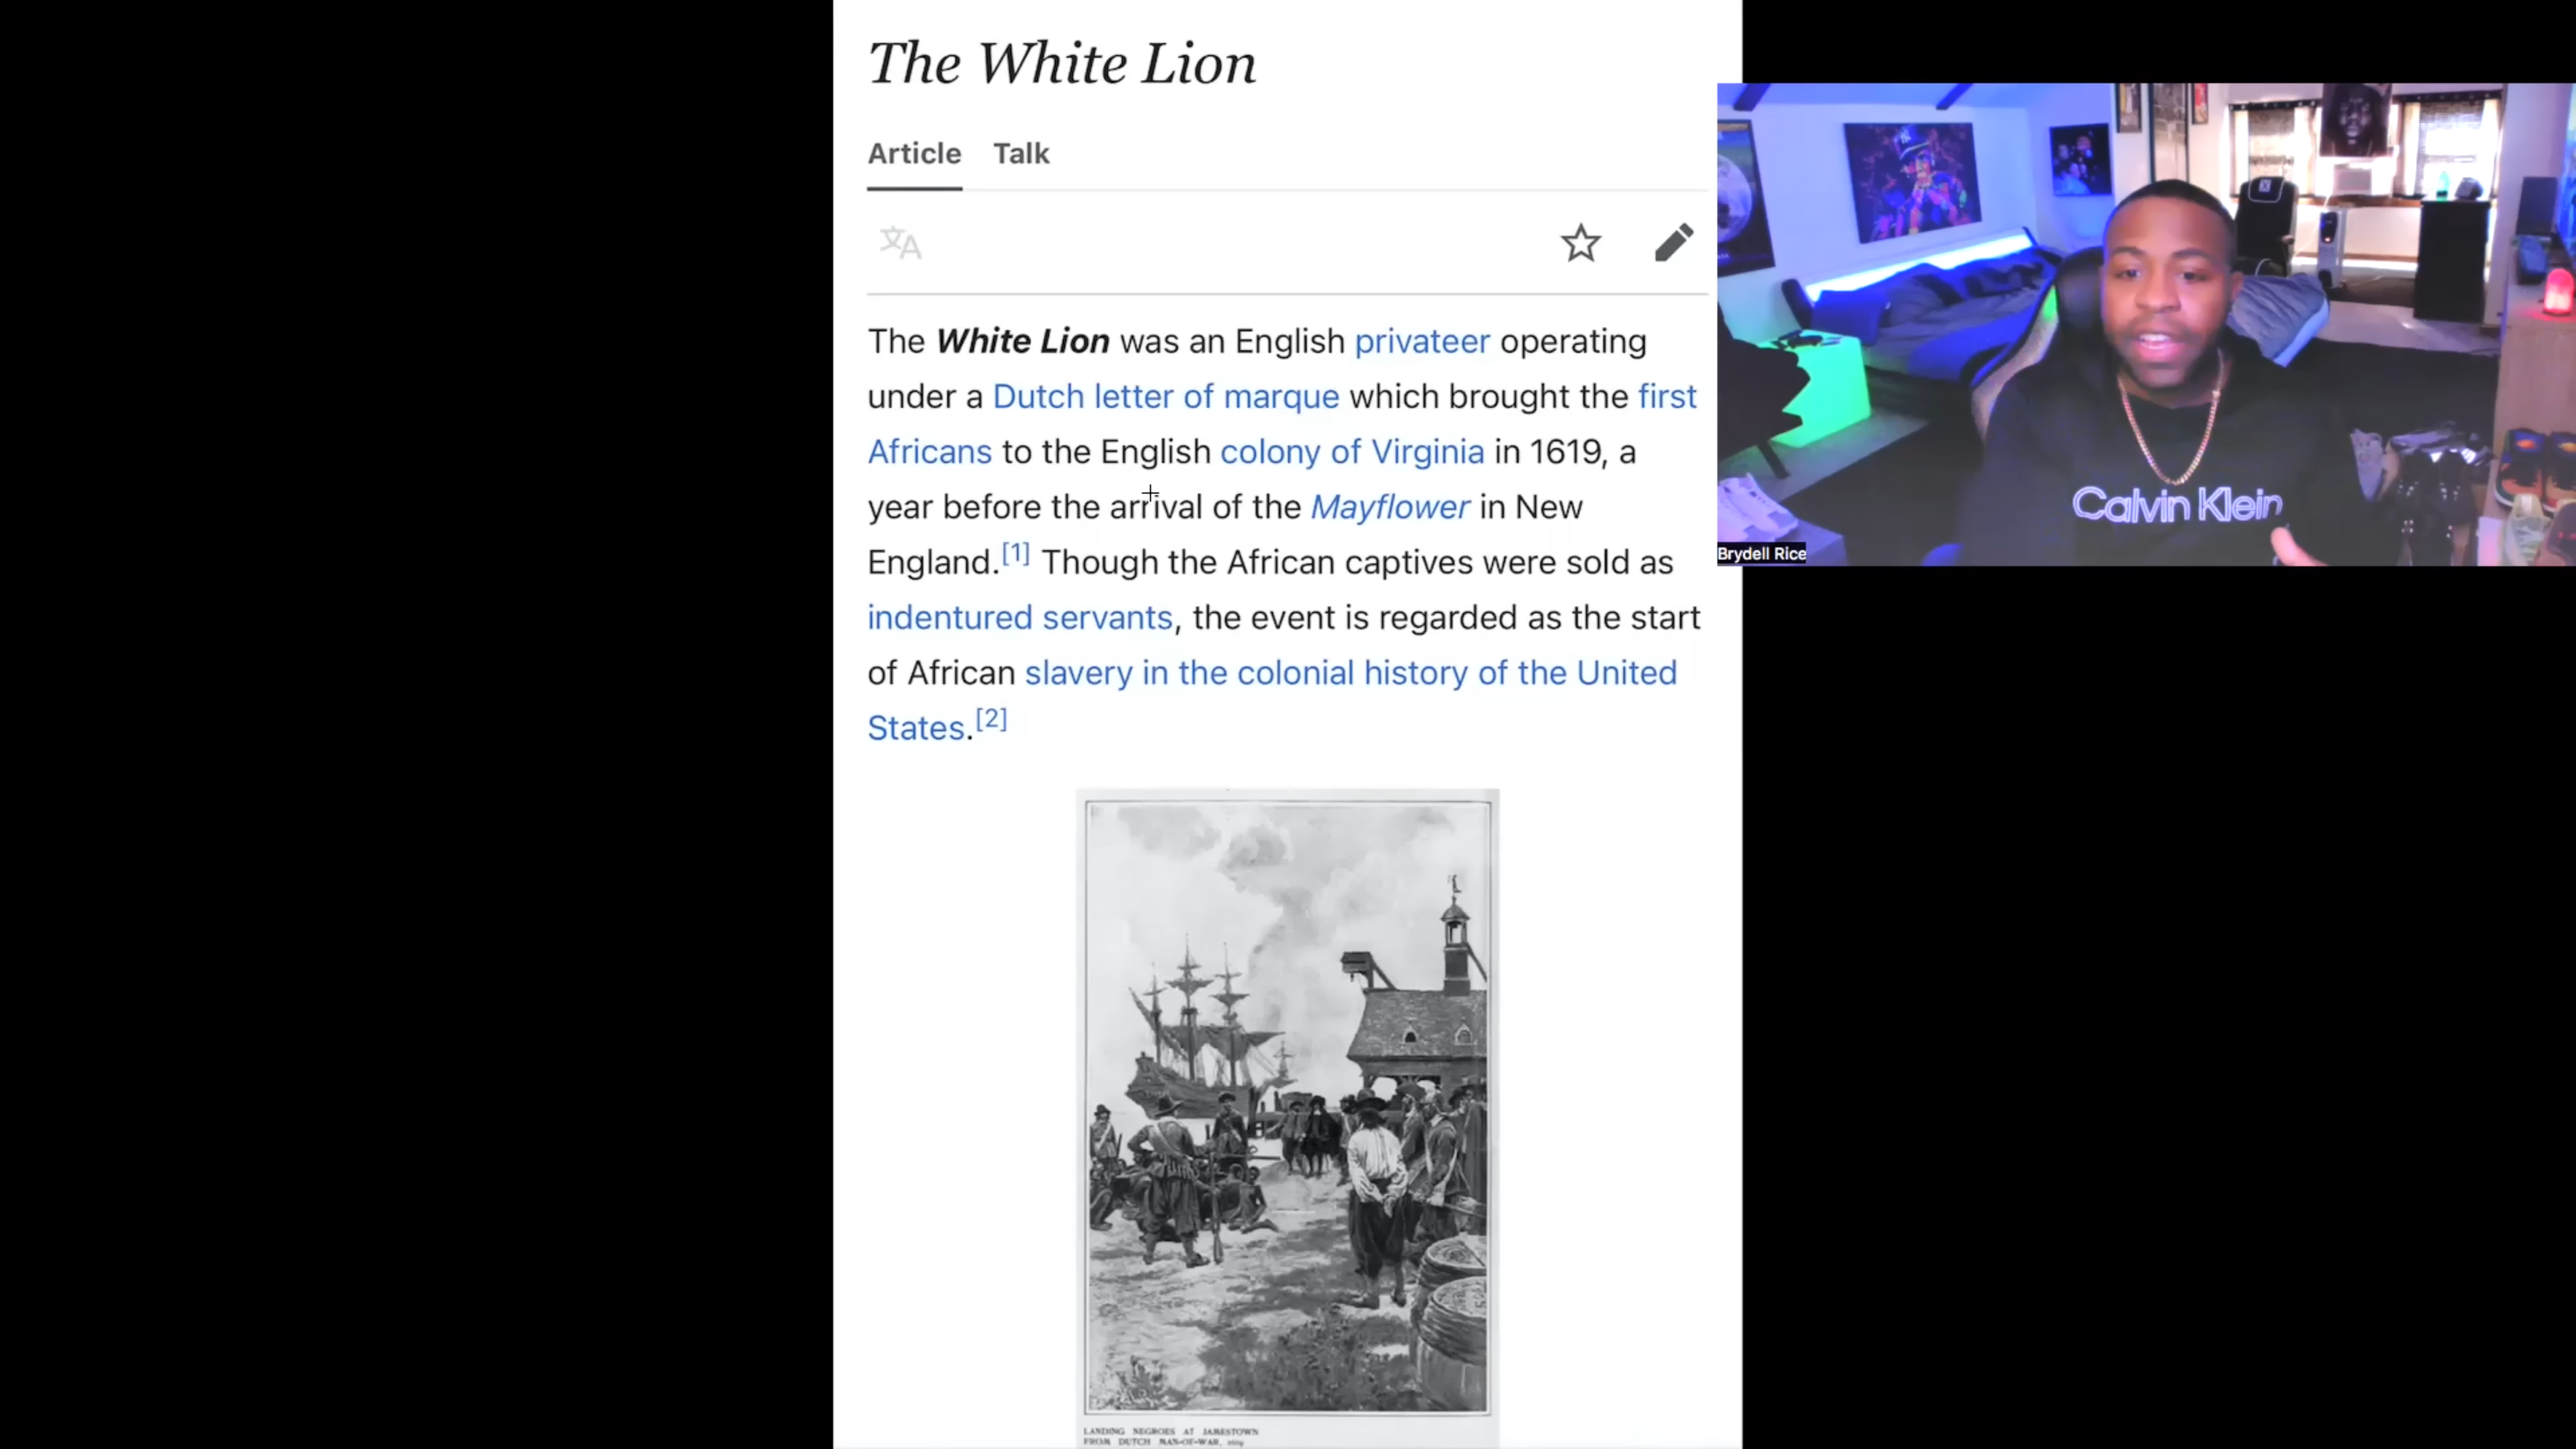 The White Lion
Article Talk
The White Lion was an English privateer operating
under a Dutch letter of marque which brought the first
Africans to the English colony of Virginia in 1619, a
year before the arrival of the Mayflower in New
England.[1] Though the African captives were sold as
indentured servants, the event is regarded as the start
of African slavery in the colonial history of the United
States.[2]
Calvin Klein
Brydell Rice
LANDING NEGROES AT JAMESTOWN
FROM DUTCH MAN-OF-WAR, 1619